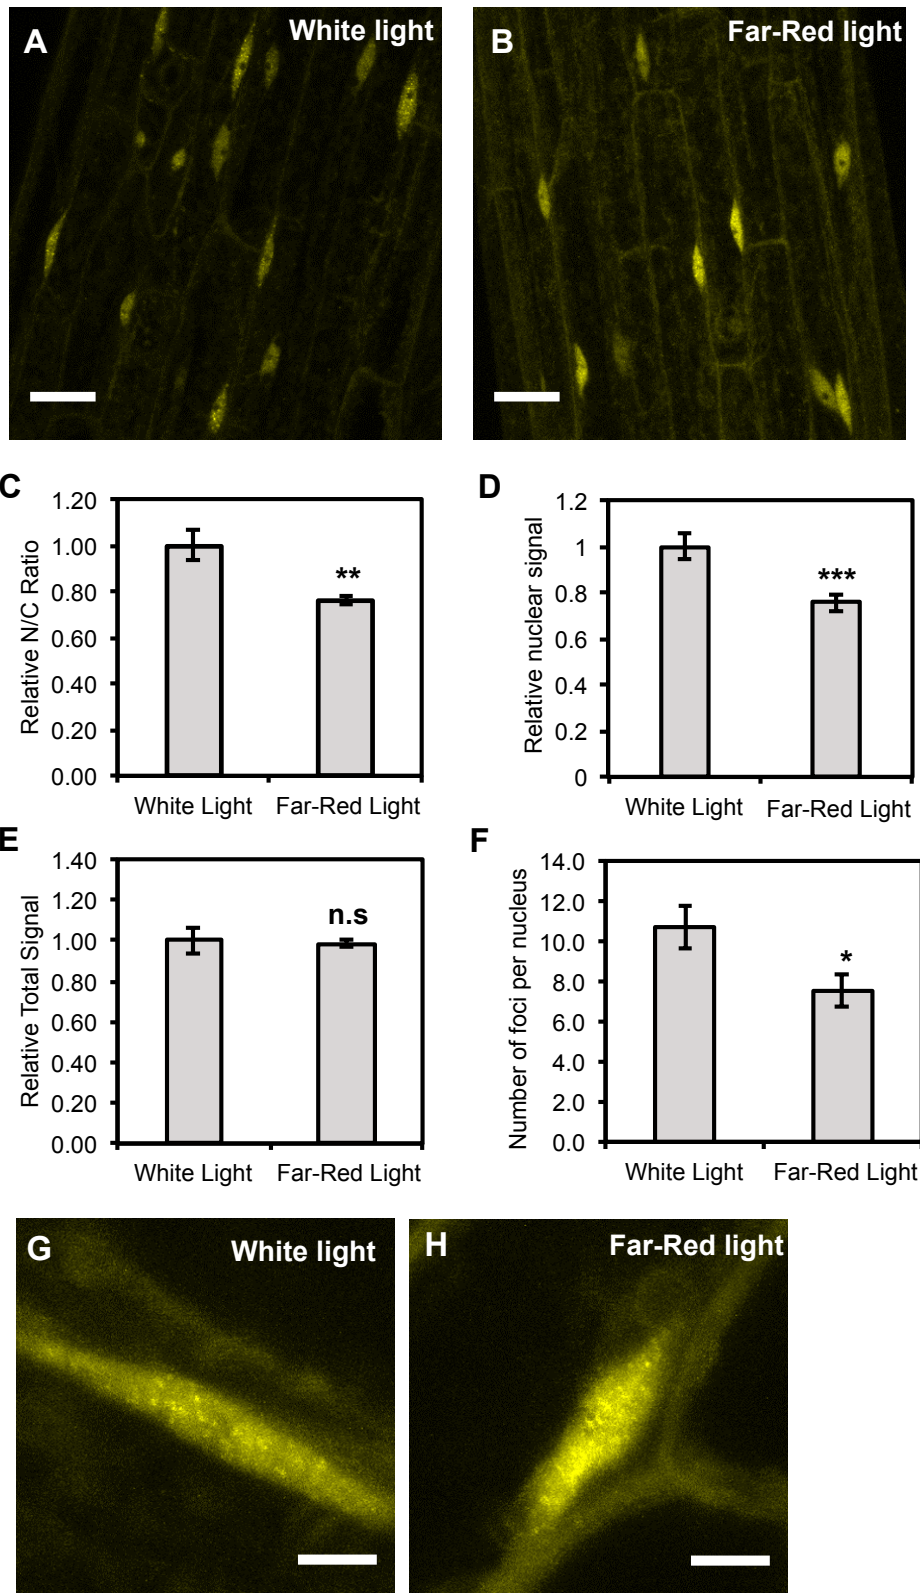 A White light
B Far-Red light
C
Relative N/C Ratio
1.20
1.00
0.80
0.60
0.40
0.20
0.00
**
White Light Far-Red Light
D
Relative nuclear signal
1.2
1
0.8
0.6
0.4
0.2
0
***
White Light Far-Red Light
E
Relative Total Signal
1.40
1.20
1.00
0.80
0.60
0.40
0.20
0.00
n.s
White Light Far-Red Light
F
Number of foci per nucleus
14.0
12.0
10.0
8.0
6.0
4.0
2.0
0.0
*
White Light Far-Red Light
G White light
H Far-Red light